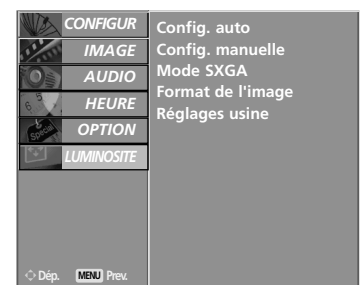 CONFIGUR
IMAGE
AUDIO
HEURE
OPTION
Special
LUMINOSITE
Config. auto
Config. manuelle
Mode SXGA
Format de l'image
Réglages usine
Dép. MENU Prev.